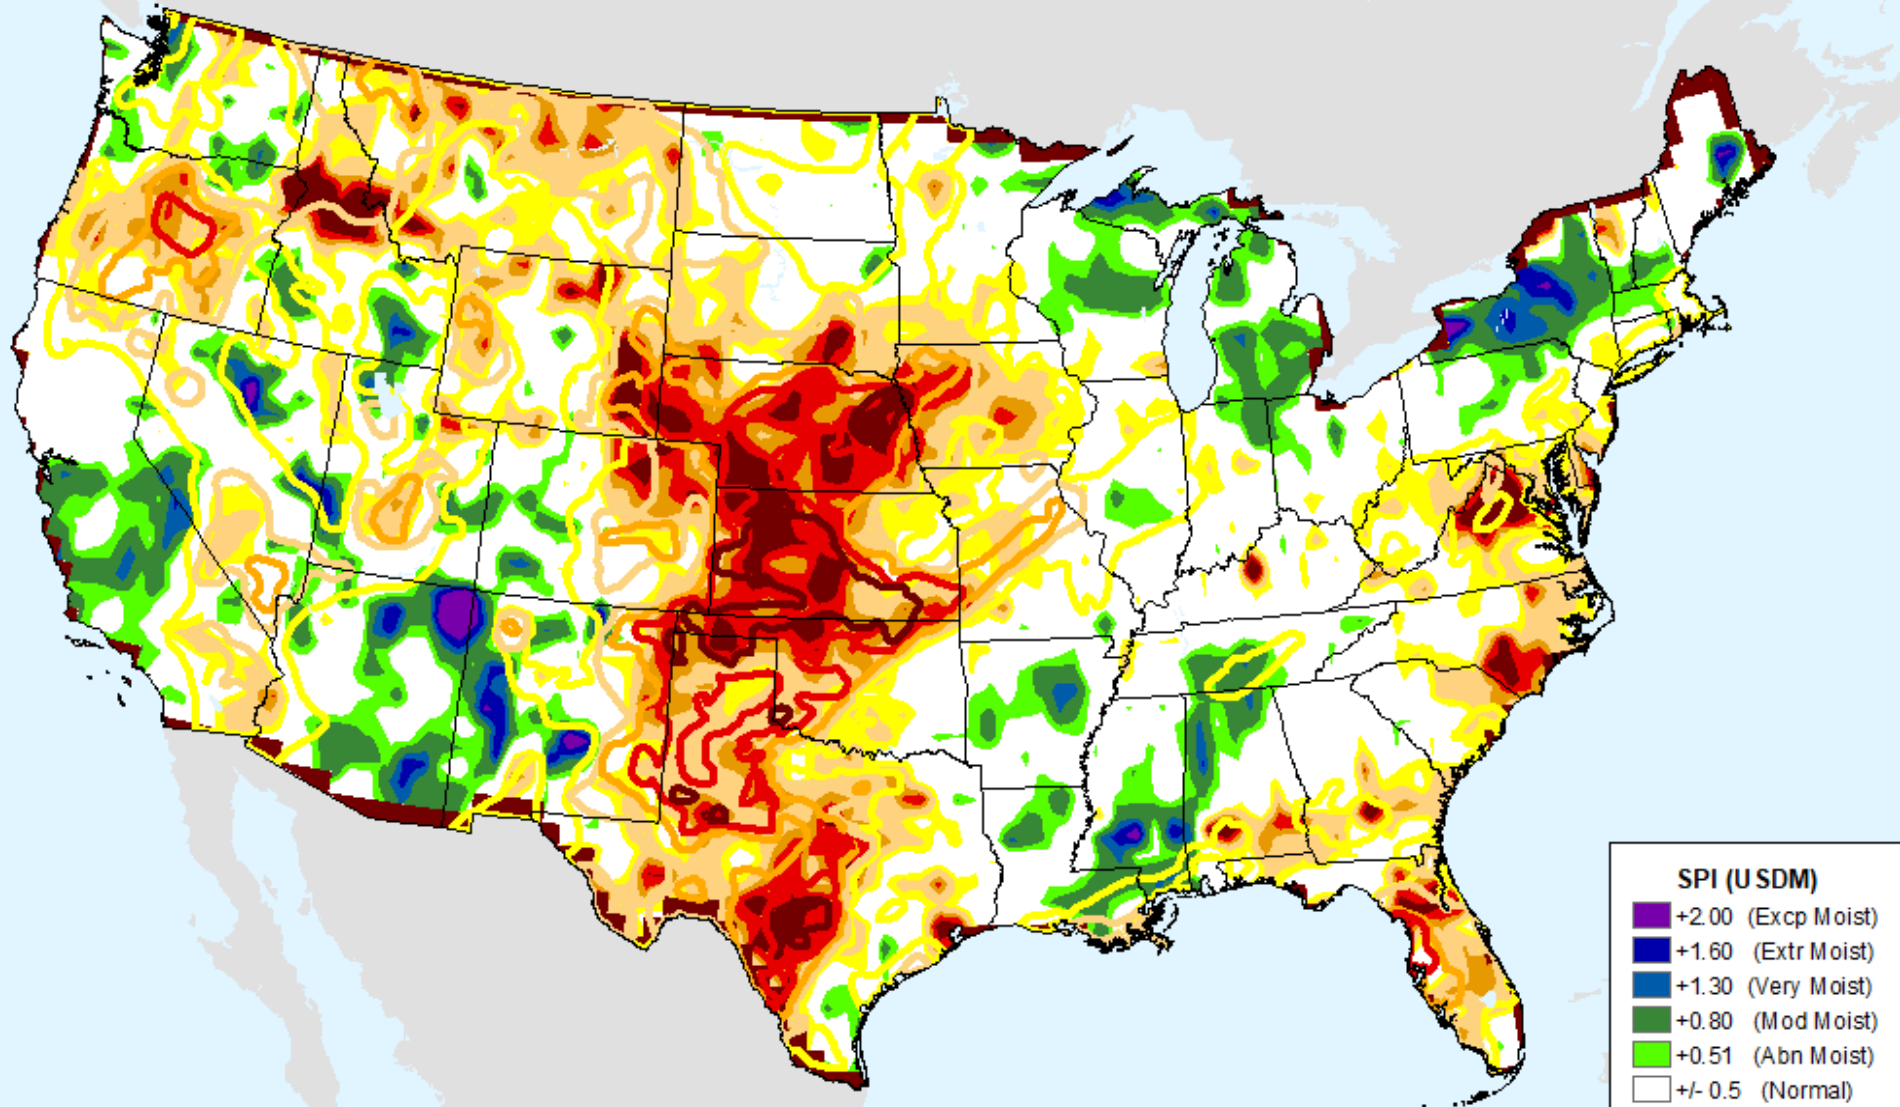 SPI (USDM)
+2.00 (Excp Moist)
+1.60 (Extr Moist)
+1.30 (Very Moist)
+0.80 (Mod Moist)
+0.51 (Abn Moist)
+/- 0.5 (Normal)